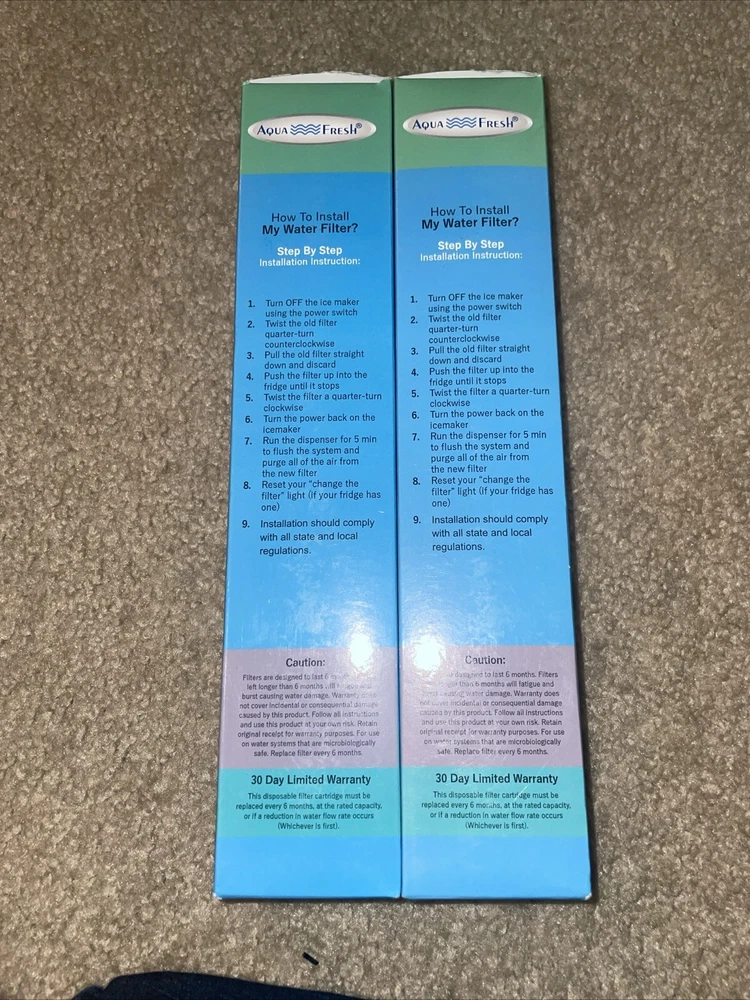 AQUA FRESH®
How To Install
My Water Filter?
Step By Step
Installation Instruction:
1. Turn OFF the ice maker
using the power switch
2. Twist the old filter
quarter-turn
counterclockwise
3. Pull the old filter straight
down and discard
4. Push the filter up into the
fridge until it stops
5. Twist the filter a quarter-turn
clockwise
6. Turn the power back on the
icemaker
7. Run the dispenser for 5 min
to flush the system and
purge all of the air from
the new filter
8. Reset your "change the
filter" light (if your fridge has
one)
9. Installation should comply
with all state and local
regulations.
Caution:
Filters are designed to last 6
left longer than 6 months will fatigue and
burst causing water damage. Warranty does
not cover incidental or consequential damage
caused by this product. Follow all instructions
and use this product at your own risk. Retain
original receipt for warranty purposes. For use
on water systems that are microbiologically
safe. Replace filter every 6 months.
30 Day Limited Warranty
This disposable filter cartridge must be
replaced every 6 months, at the rated capacity,
or if a reduction in water flow rate occurs
(Whichever is first).
AQUA FRESH®
How To Install
My Water Filter?
Step By Step
Installation Instruction:
1. Turn OFF the ice maker
using the power switch
2. Twist the old filter
quarter-turn
counterclockwise
3. Pull the old filter straight
down and discard
4. Push the filter up into the
fridge until it stops
5. Twist the filter a quarter-turn
clockwise
6. Turn the power back on the
icemaker
7. Run the dispenser for 5 min
to flush the system and
purge all of the air from
the new filter
8. Reset your "change the
filter" light (if your fridge has
one)
9. Installation should comply
with all state and local
regulations.
Caution:
designed to last 6 months. Filters
than 6 months will fatigue and
burst causing water damage. Warranty does
not cover incidental or consequential damage
caused by this product. Follow all instructions
and use this product at your own risk. Retain
original receipt for warranty purposes. For use
on water systems that are microbiologically
safe. Replace filter every 6 months.
30 Day Limited Warranty
This disposable filter cartridge must be
replaced every 6 months, at the rated capacity,
or if a reduction in water flow rate occurs
(Whichever is first).